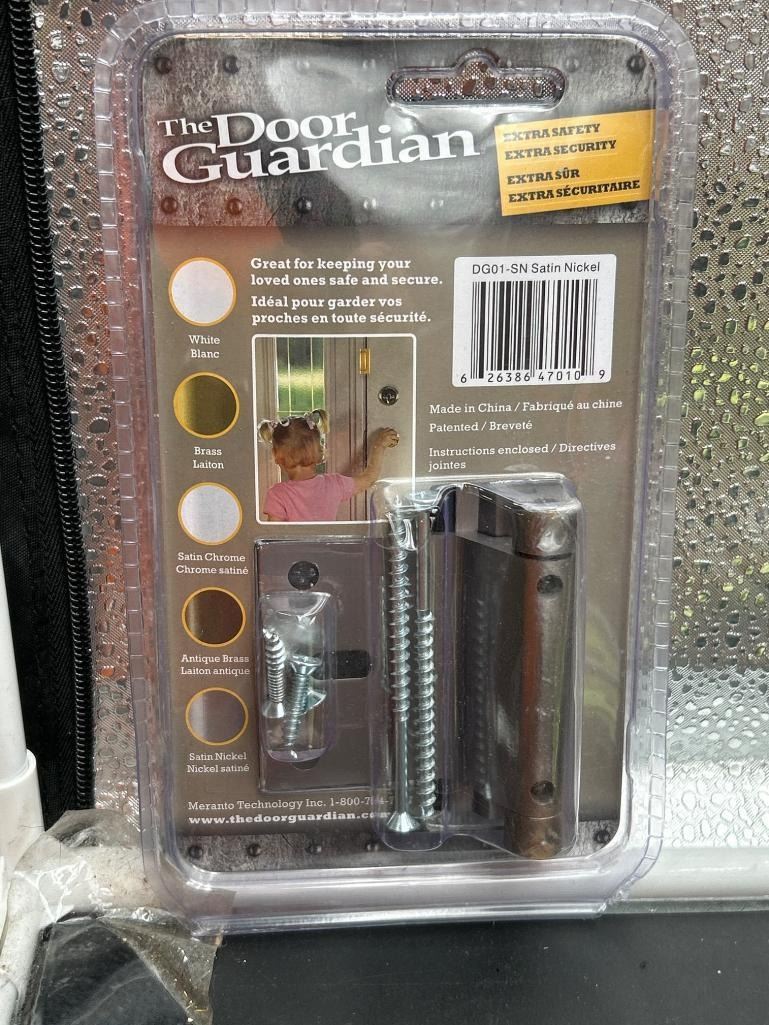 The Door
Guardian
EXTRA SAFETY
EXTRA SECURITY
EXTRA SÛR
EXTRA SÉCURITAIRE
Great for keeping your
loved ones safe and secure.
Idéal pour garder vos
proches en toute sécurité.
DG01-SN Satin Nickel
6 26386 47010 9
Made in China / Fabriqué au chine
Patented / Breveté
Instructions enclosed / Directives
jointes
White
Blanc
Brass
Laiton
Satin Chrome
Chrome satiné
Antique Brass
Laiton antique
Satin Nickel
Nickel satiné
Meranto Technology Inc. 1-800-
www.thedoorguardian.com